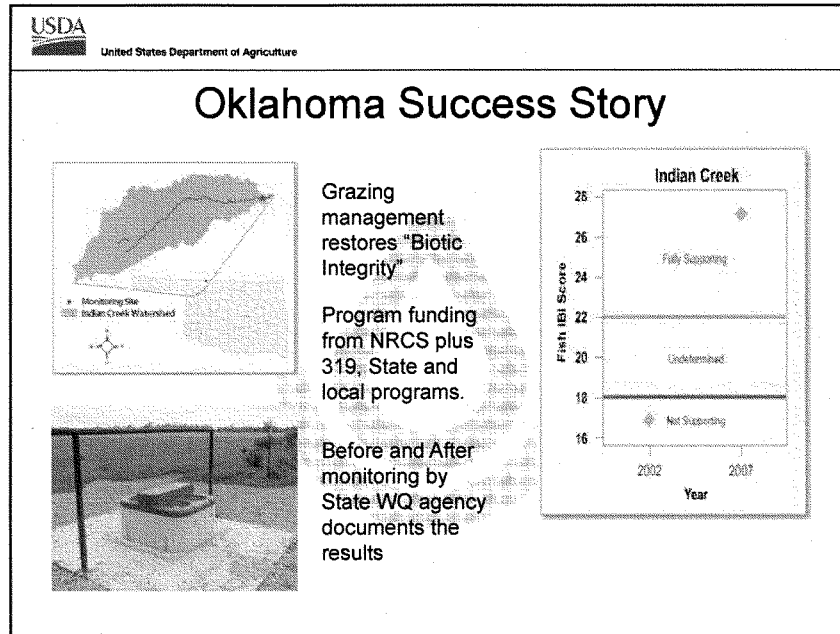 USDA
United States Department of Agriculture
Oklahoma Success Story
Monitoring Site
Indian Creek Watershed
Grazing
management
restores "Biotic
Integrity"
Program funding
from NRCS plus
319, State and
local programs.
Before and After
monitoring by
State WQ agency
documents the
results
Indian Creek
Fish IBI Score
28
26
24
22
20
18
16
Fully Supporting
Undetermined
Not Supporting
2002
2007
Year